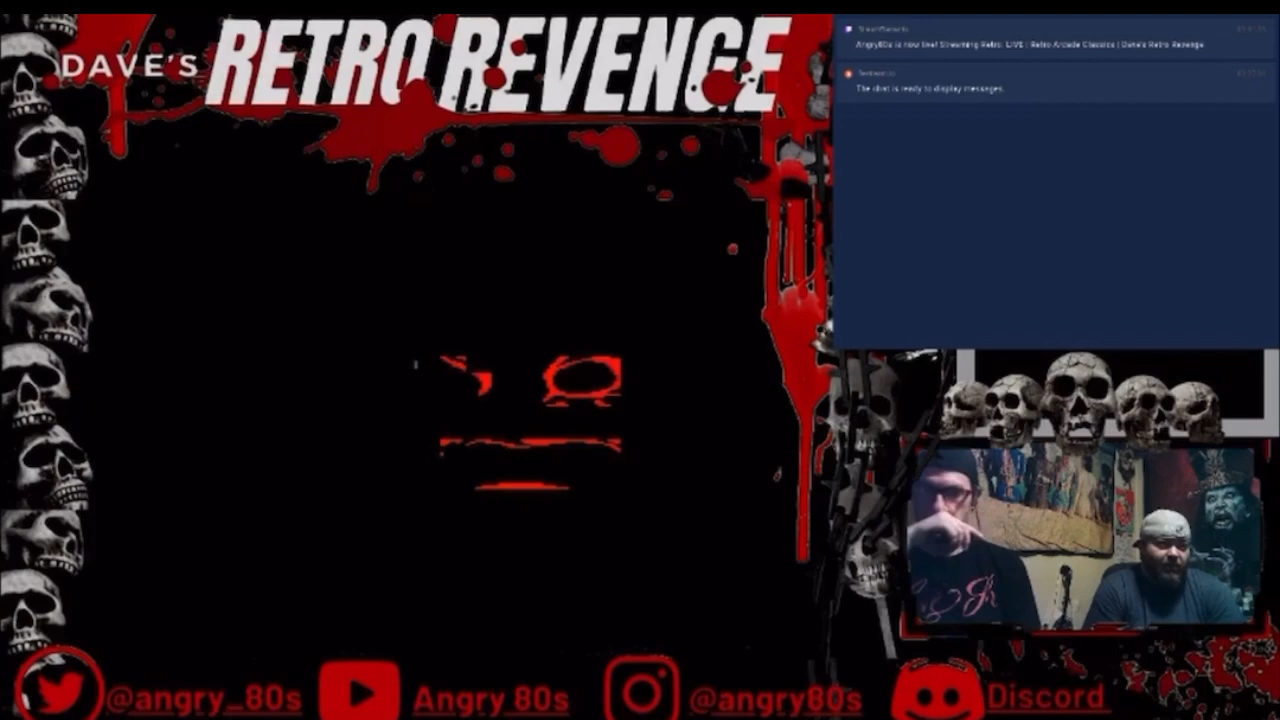 DAVE'S RETRO REVENGE
Angry80s is now live! Streaming Retro: LIVE | Retro Arcade Classics | Dave's Retro Revenge
The chat is ready to display messages.
@angry_80s
Angry 80s
@angry80s
Discord